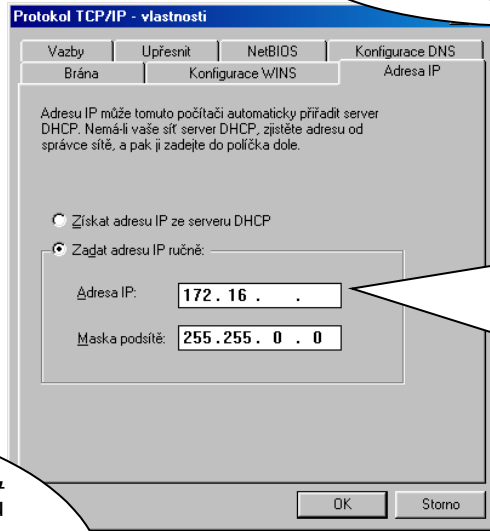 Protokol TCP/IP - vlastnosti
Vazby Upřesnit NetBIOS Konfigurace DNS
Brána Konfigurace WINS Adresa IP
Adresu IP může tomuto počítači automaticky přiřadit server
DHCP. Nemá-li vaše síť server DHCP, zjistěte adresu od
správce sítě, a pak ji zadejte do políčka dole.
Získat adresu IP ze serveru DHCP
Zadat adresu IP ručně:
Adresa IP: 172.16 . .
Maska podsítě: 255.255. 0 . 0
OK Storno